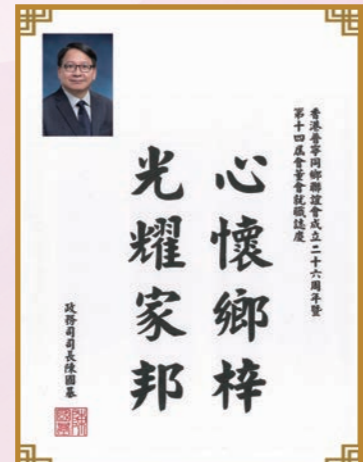 香港普寧同鄉聯誼會成立二十六周年暨
第十四屆會董會就職誌慶
心懷鄉梓
光耀家邦
政務司司長陳國基